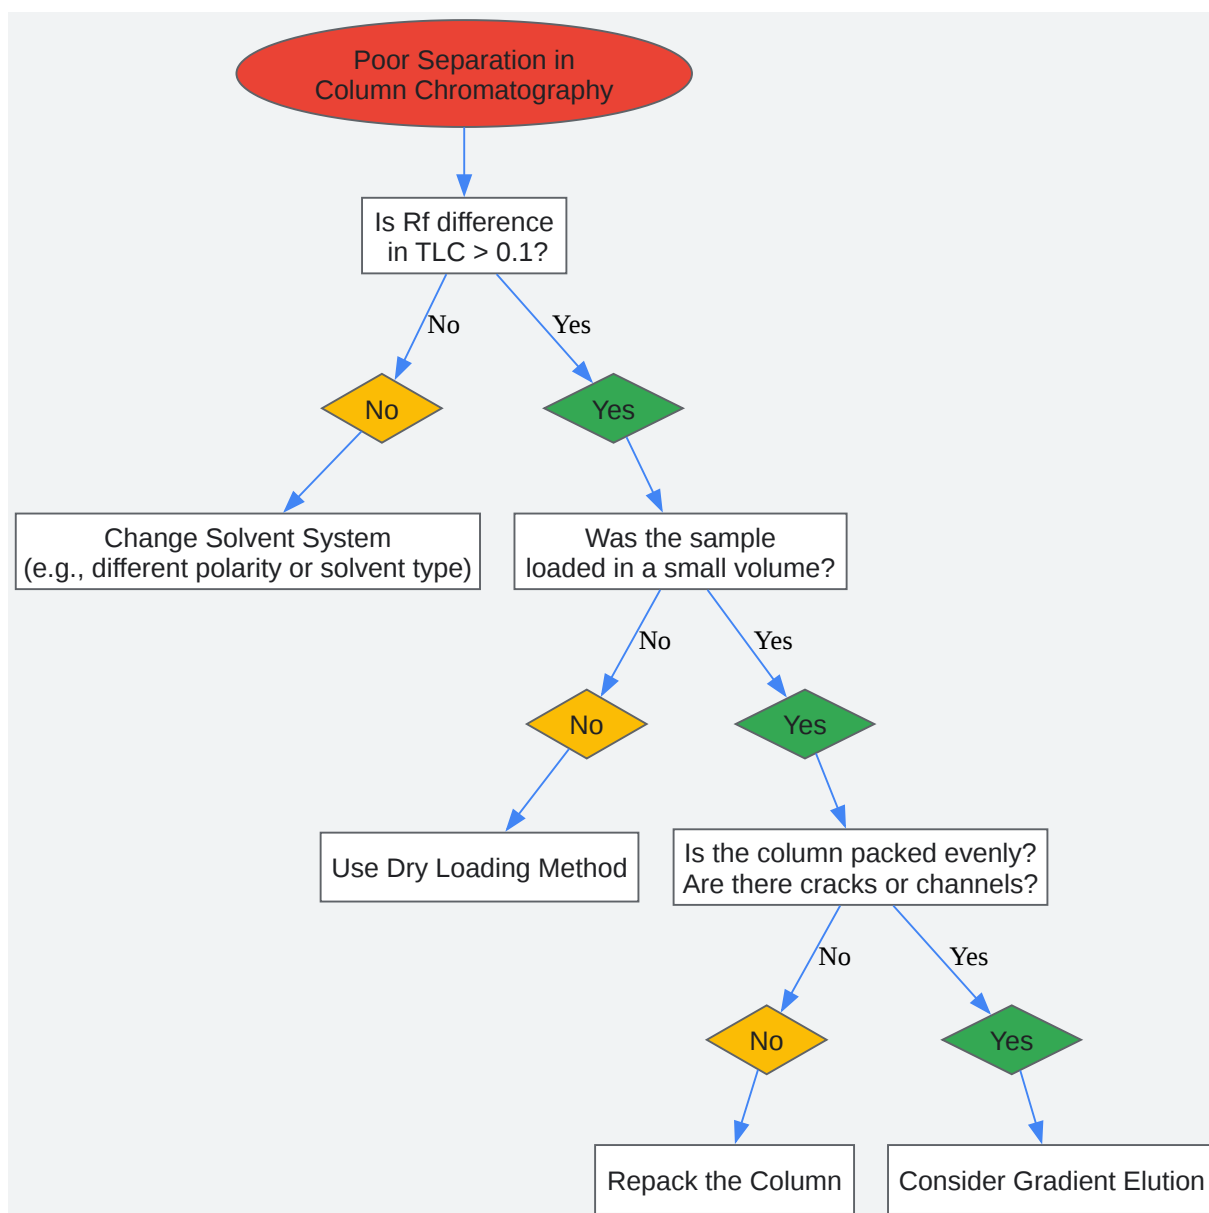 Poor Separation in
Column Chromatography
Is Rf difference
in TLC > 0.1?
No
Yes
No
Yes
Change Solvent System
(e.g., different polarity or solvent type)
Was the sample
loaded in a small volume?
No
Yes
No
Yes
Use Dry Loading Method
Is the column packed evenly?
Are there cracks or channels?
No
Yes
No
Yes
Repack the Column
Consider Gradient Elution